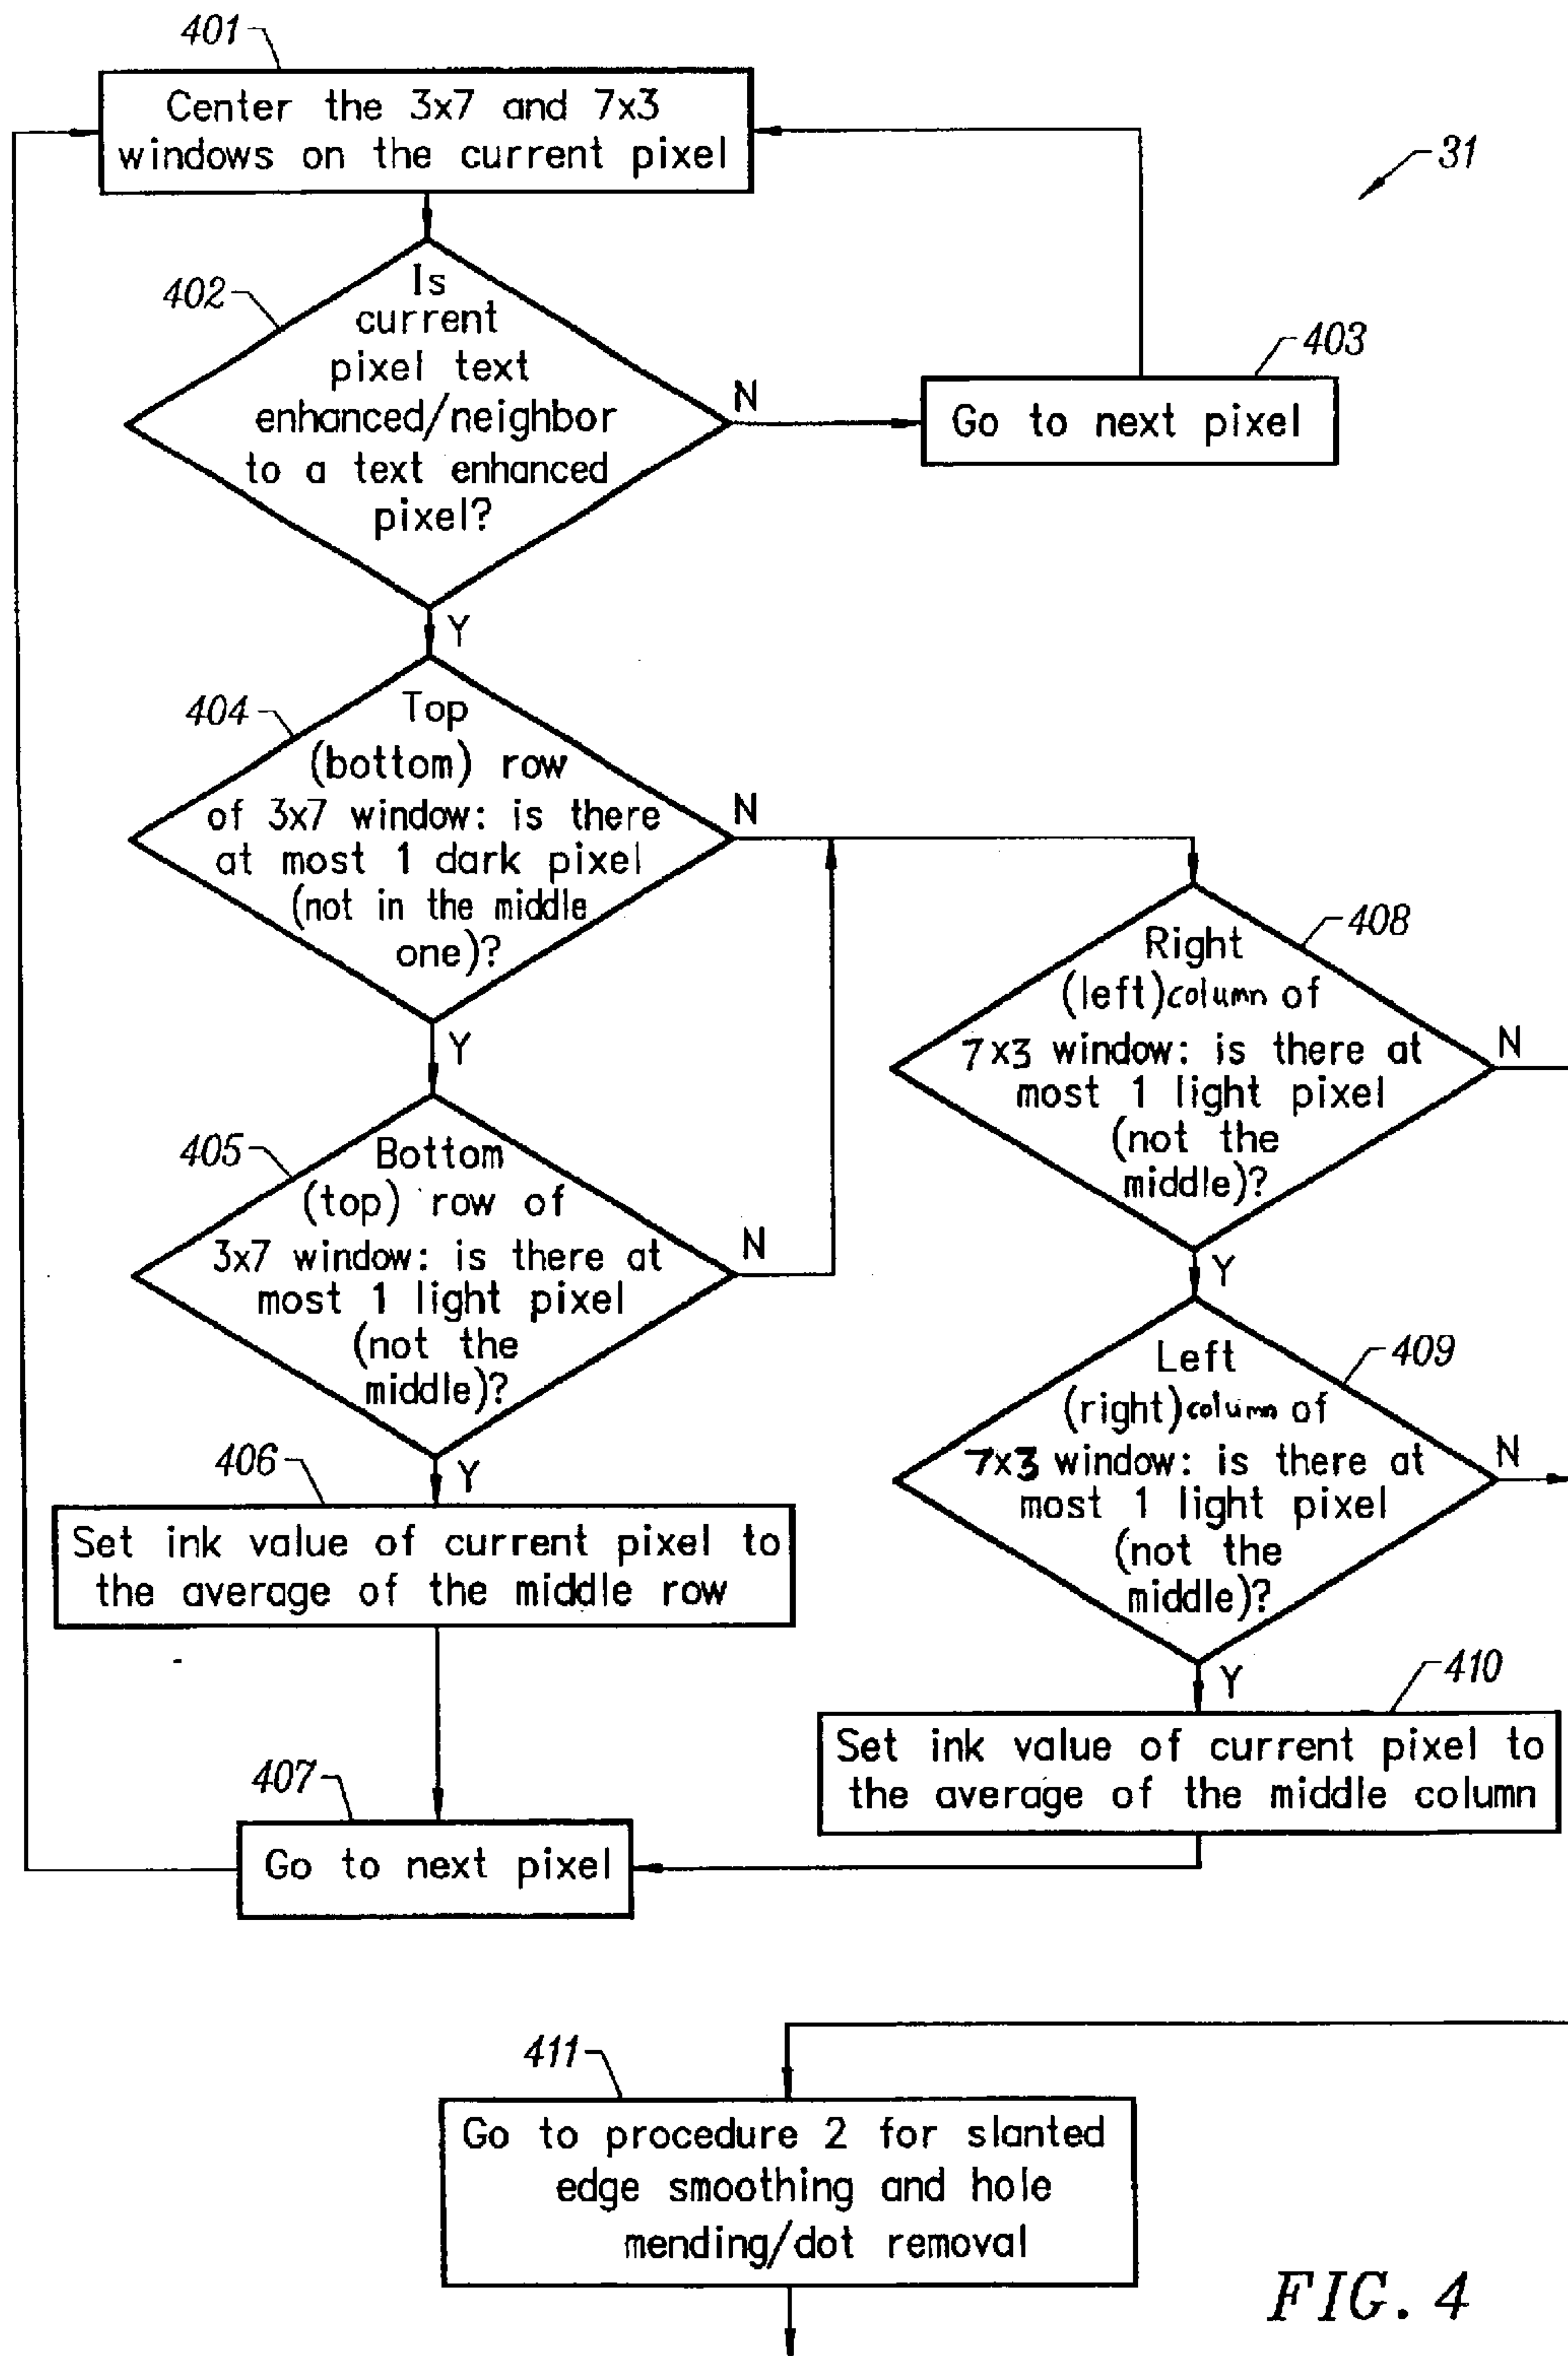 401
Center the 3x7 and 7x3
windows on the current pixel
31
402
Is
current
pixel text
enhanced/neighbor
to a text enhanced
pixel?
N
403
Go to next pixel
Y
404
Top
(bottom) row
of 3x7 window: is there
at most 1 dark pixel
(not in the middle
one)?
N
Y
405
Bottom
(top) row of
3x7 window: is there at
most 1 light pixel
(not the
middle)?
N
Y
406
Set ink value of current pixel to
the average of the middle row
407
Go to next pixel
408
Right
(left)column of
7x3 window: is there at
most 1 light pixel
(not the
middle)?
N
Y
409
Left
(right)column of
7x3 window: is there at
most 1 light pixel
(not the
middle)?
N
Y
410
Set ink value of current pixel to
the average of the middle column
411
Go to procedure 2 for slanted
edge smoothing and hole
mending/dot removal
FIG. 4